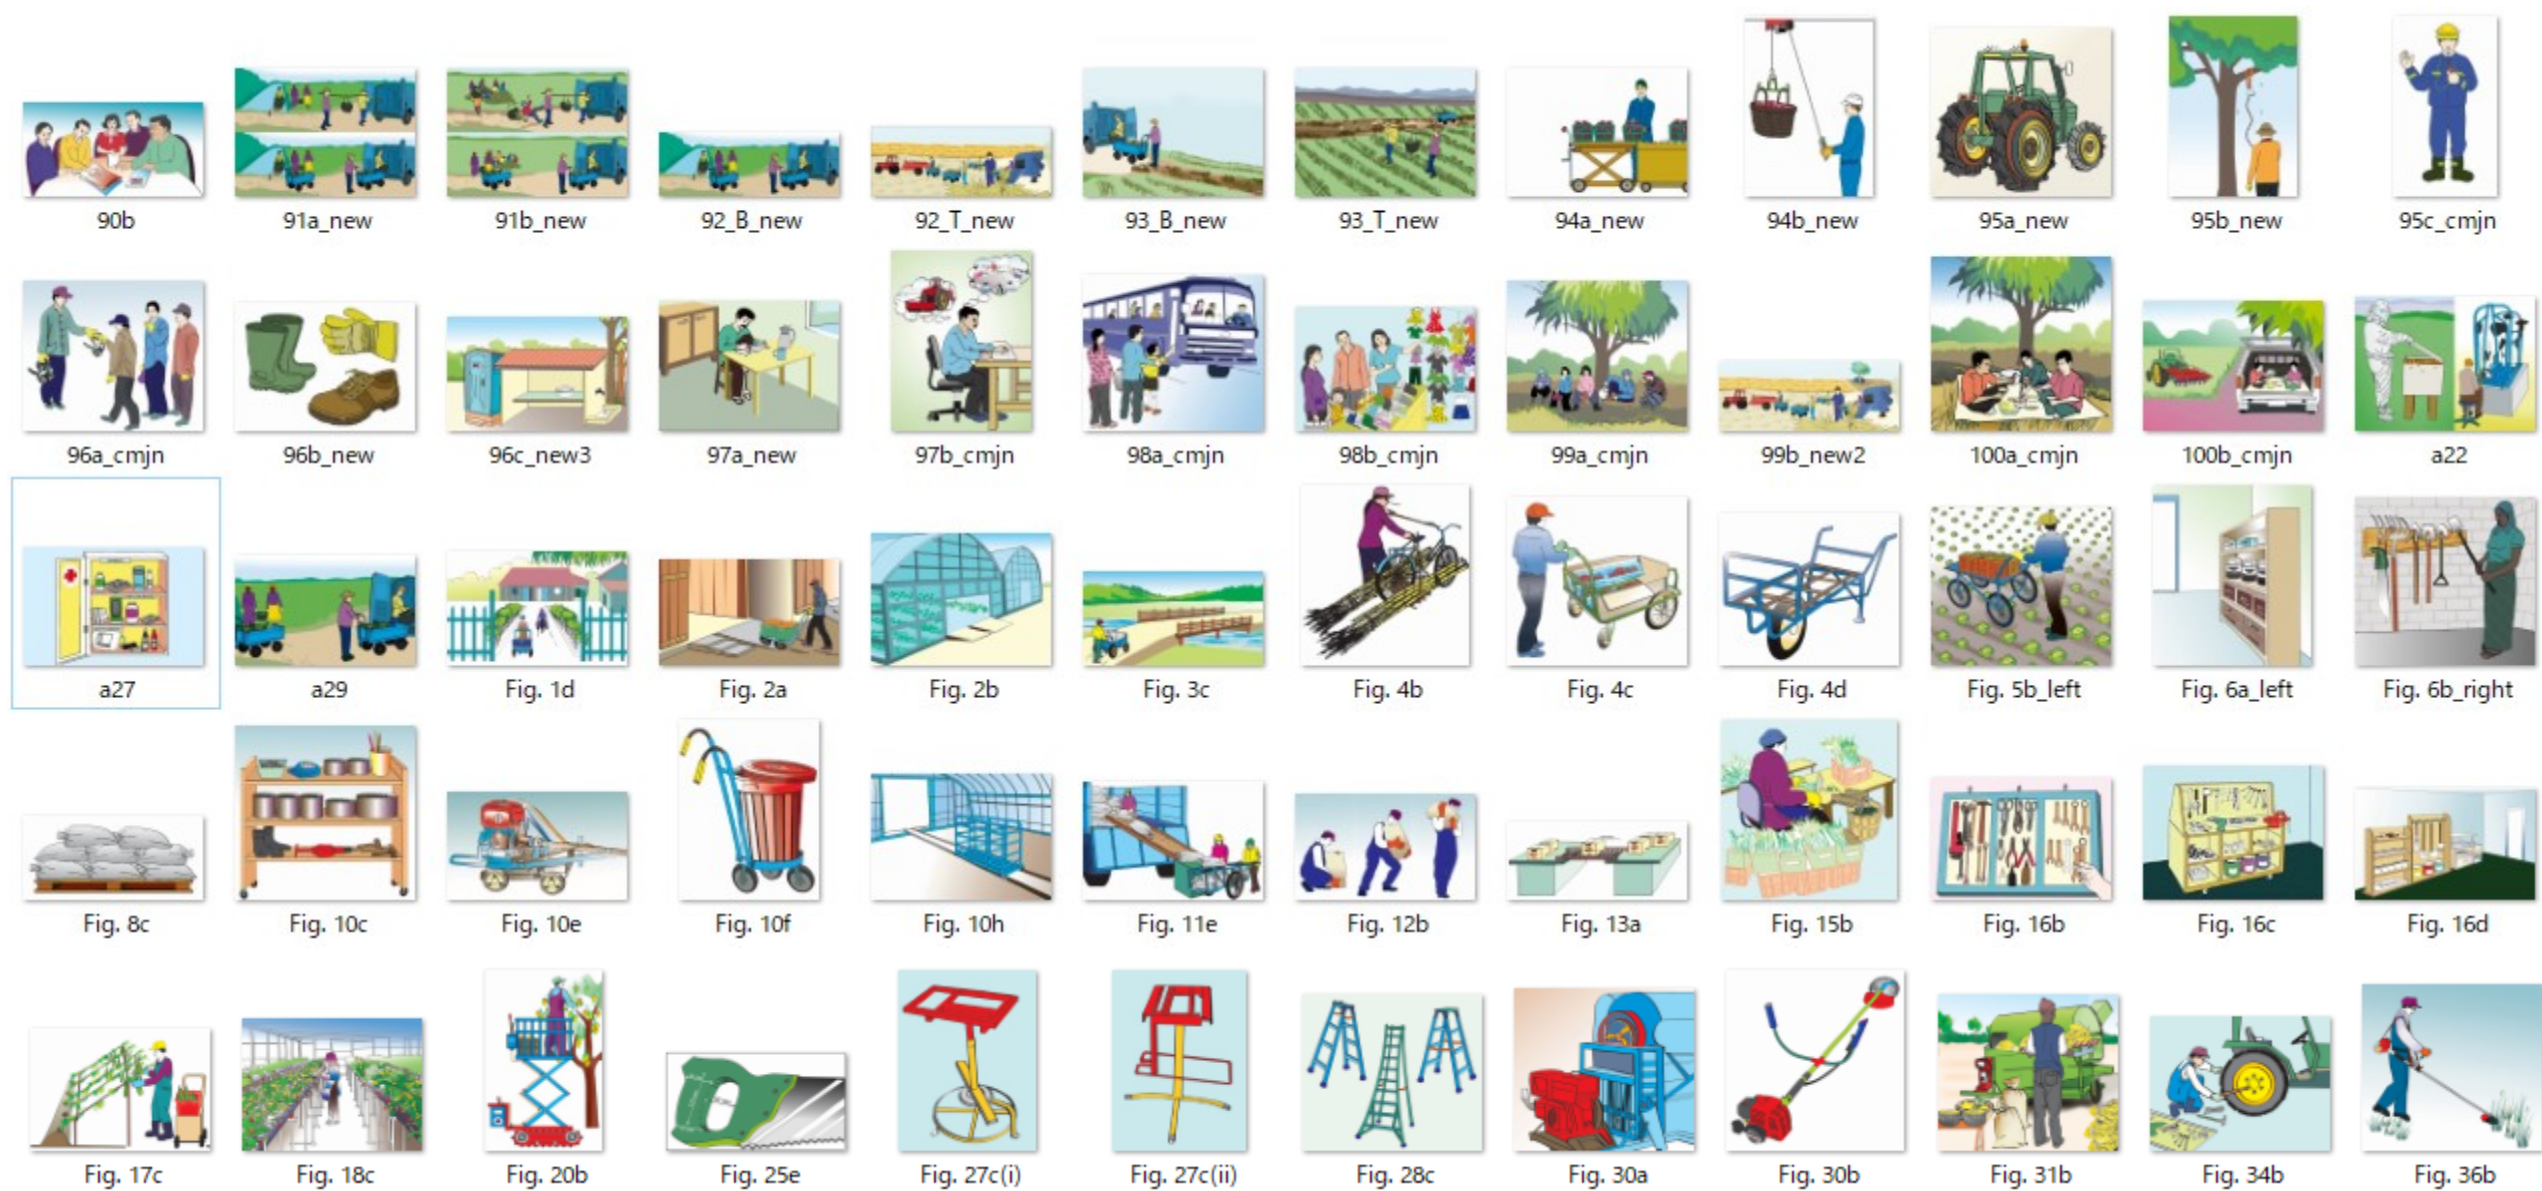 90b 91a_new 91b_new 92_B_new 92_T_new 93_B_new 93_T_new 94a_new 94b_new 95a_new 95b_new 95c_cmjn
96a_cmjn 96b_new 96c_new3 97a_new 97b_cmjn 98a_cmjn 98b_cmjn 99a_cmjn 99b_new2 100a_cmjn 100b_cmjn a22
a27 a29 Fig. 1d Fig. 2a Fig. 2b Fig. 3c Fig. 4b Fig. 4c Fig. 4d Fig. 5b_left Fig. 6a_left Fig. 6b_right
Fig. 8c Fig. 10c Fig. 10e Fig. 10f Fig. 10h Fig. 11e Fig. 12b Fig. 13a Fig. 15b Fig. 16b Fig. 16c Fig. 16d
Fig. 17c Fig. 18c Fig. 20b Fig. 25e Fig. 27c(i) Fig. 27c(ii) Fig. 28c Fig. 30a Fig. 30b Fig. 31b Fig. 34b Fig. 36b